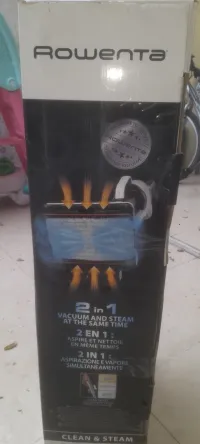 ROWENTA
2 in 1
VACUUM AND STEAM
AT THE SAME TIME
2 EN 1 :
ASPIRE ET NETTOIE
EN MÊME TEMPS
2 IN 1 :
ASPIRAZIONE E VAPORE
SIMULTANEAMENTE
CLEAN & STEAM